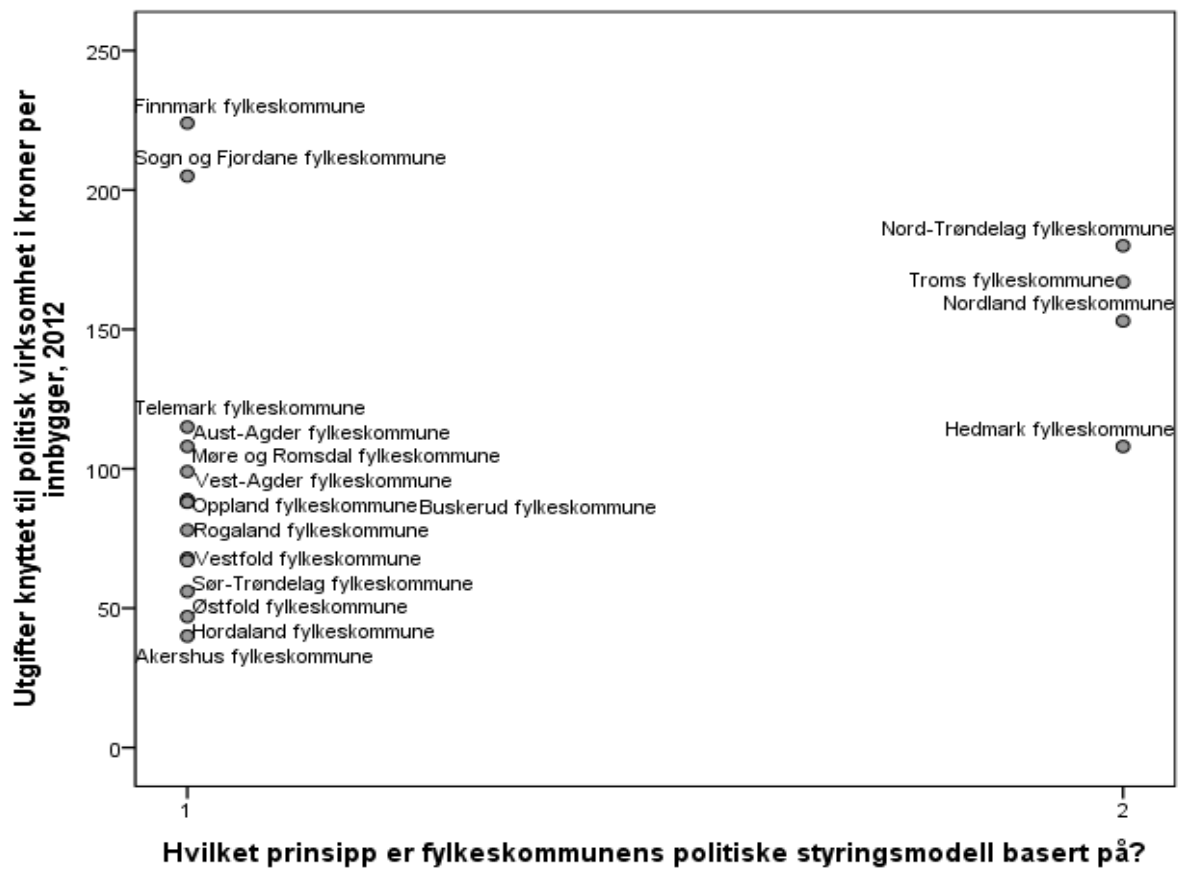 Utgifter knyttet til politisk virksomhet i kroner per
innbygger, 2012
250
200
150
100
50
0
Finnmark fylkeskommune
Sogn og Fjordane fylkeskommune
Nord-Trøndelag fylkeskommune
Troms fylkeskommune
Nordland fylkeskommune
Telemark fylkeskommune
Aust-Agder fylkeskommune
Hedmark fylkeskommune
Møre og Romsdal fylkeskommune
Vest-Agder fylkeskommune
Oppland fylkeskommune Buskerud fylkeskommune
Rogaland fylkeskommune
Vestfold fylkeskommune
Sør-Trøndelag fylkeskommune
Østfold fylkeskommune
Hordaland fylkeskommune
Akershus fylkeskommune
1
2
Hvilket prinsipp er fylkeskommunens politiske styringsmodell basert på?